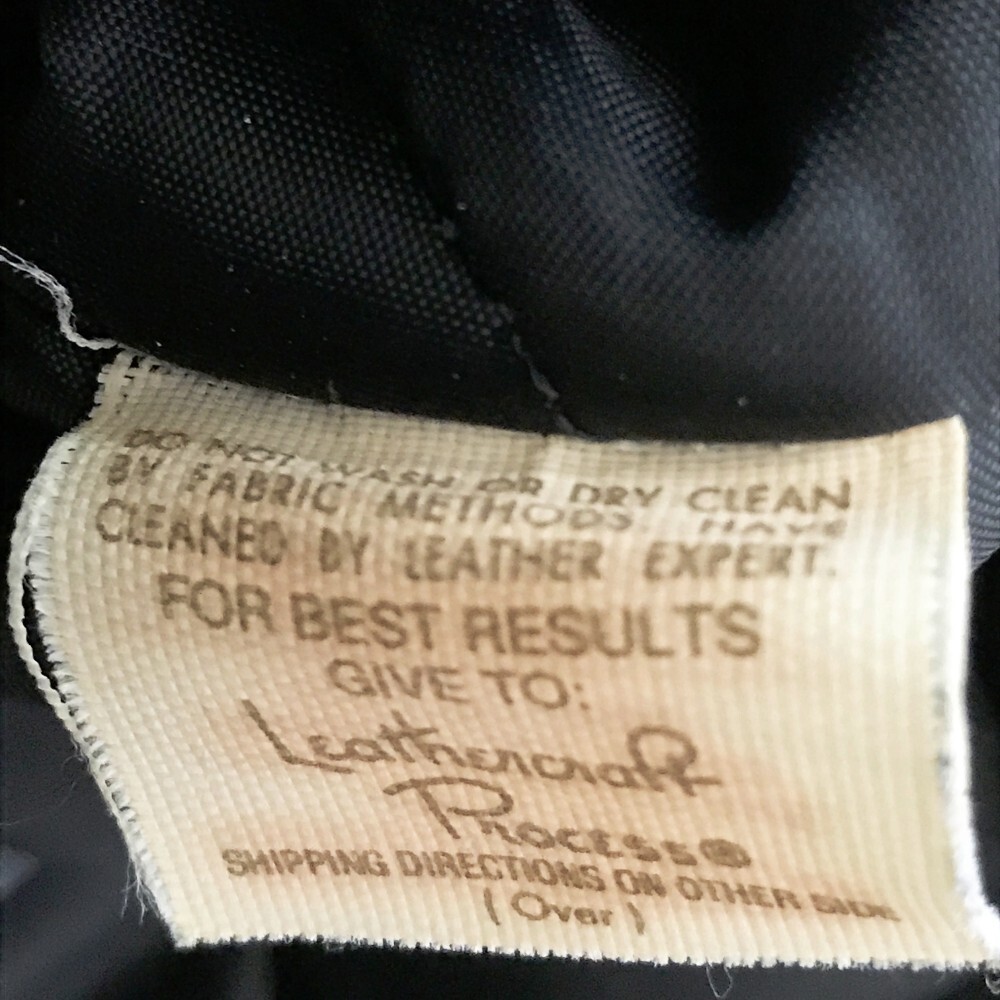 DO NOT WASH OR DRY CLEAN
BY FABRIC METHODS. HAVE
CLEANED BY LEATHER EXPERT.
FOR BEST RESULTS
GIVE TO:
Leathercraft
Process®
SHIPPING DIRECTIONS ON OTHER SIDE
(Over)